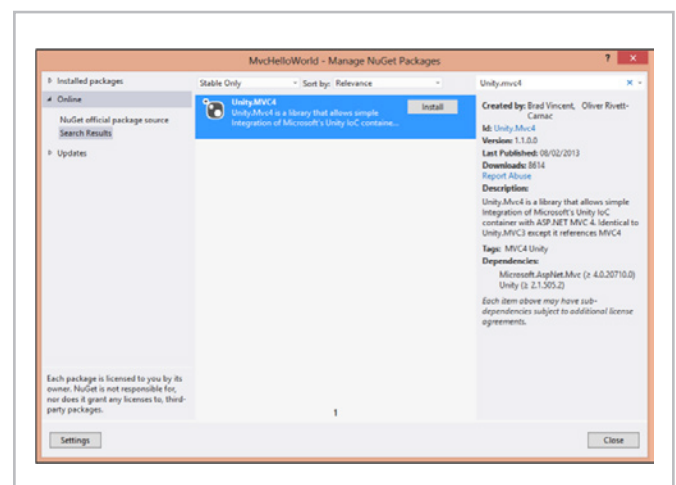 MvcHelloWorld - Manage NuGet Packages
? ×
Installed packages
Online
NuGet official package source
Search Results
Updates
Each package is licensed to you by its
owner. NuGet is not responsible for,
nor does it grant any licenses to, third-
party packages.
Stable Only
Sort by: Relevance
Unity.MVC4
Unity.Mvc4 is a library that allows simple
Integration of Microsoft's Unity IoC containe...
Install
1
Unity.mvc4
Created by: Brad Vincent, Oliver Rivett-
Carnac
Id: Unity.Mvc4
Version: 1.1.0.0
Last Published: 08/02/2013
Downloads: 8614
Report Abuse
Description:
Unity.Mvc4 is a library that allows simple
Integration of Microsoft's Unity IoC
container with ASP.NET MVC 4. Identical to
Unity.MVC3 except it references MVC4
Tags: MVC4 Unity
Dependencies:
Microsoft.AspNet.Mvc (≥ 4.0.20710.0)
Unity (≥ 2.1.505.2)
Each item above may have sub-
dependencies subject to additional license
agreements.
Settings
Close